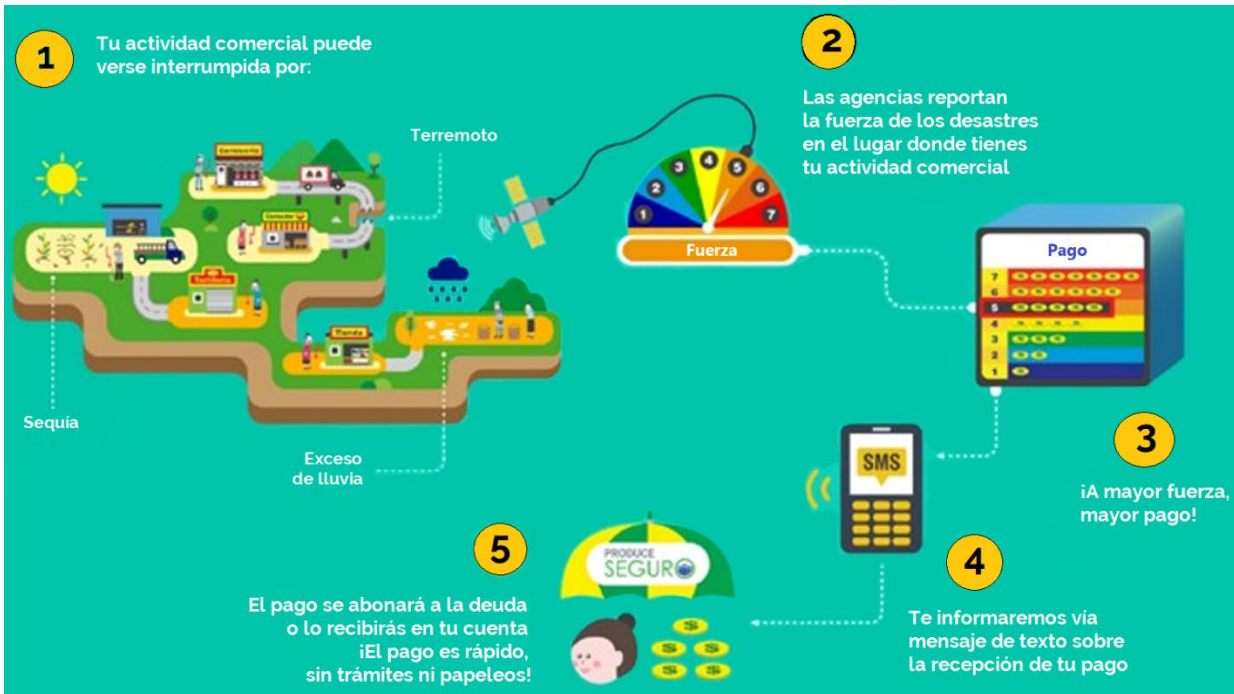 1
Tu actividad comercial puede
verse interrumpida por:
Terremoto
Tortillería
Tienda
Sequía
Exceso
de lluvia
2
Las agencias reportan
la fuerza de los desastres
en el lugar donde tienes
tu actividad comercial
1
2
3
4
5
6
7
Fuerza
Pago
7
6
5
4
3
2
1
3
¡A mayor fuerza,
mayor pago!
SMS
4
Te informaremos vía
mensaje de texto sobre
la recepción de tu pago
5
PRODUCE
SEGURO
El pago se abonará a la deuda
o lo recibirás en tu cuenta
¡El pago es rápido,
sin trámites ni papeleos!